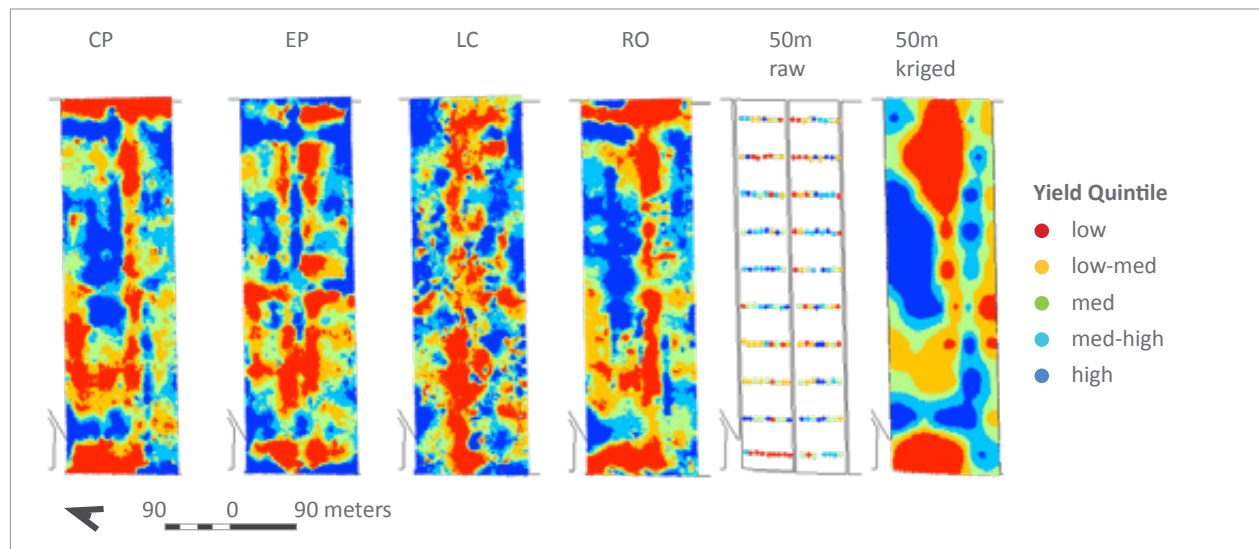 CP
EP
LC
RO
50m
raw
50m
kriged
Yield Quintile
low
low-med
med
med-high
high
90 0 90 meters